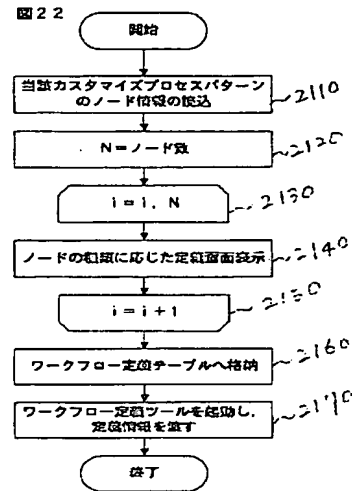 図22
開始
当該カスタマイズプロセスパターン
のノード情報の読込
2110
N=ノード数
2120
i=1, N
2130
ノードの種類に応じた定義画面表示
2140
i=i+1
2150
ワークフロー定義テーブルへ格納
2160
ワークフロー定義ツールを起動し,
定義情報を渡す
2170
終了